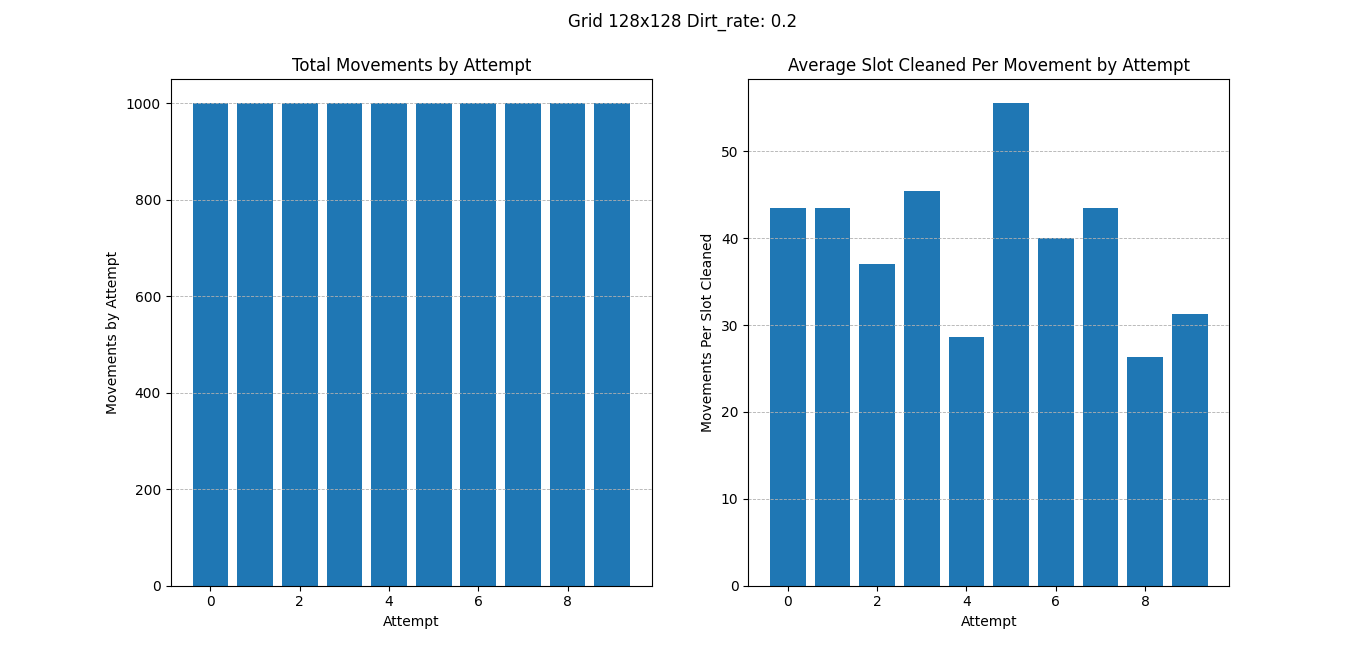 Grid 128x128 Dirt_rate: 0.2
Total Movements by Attempt
Movements by Attempt
1000
800
600
400
200
0
0 2 4 6 8
Attempt
Average Slot Cleaned Per Movement by Attempt
Movements Per Slot Cleaned
50
40
30
20
10
0
0 2 4 6 8
Attempt